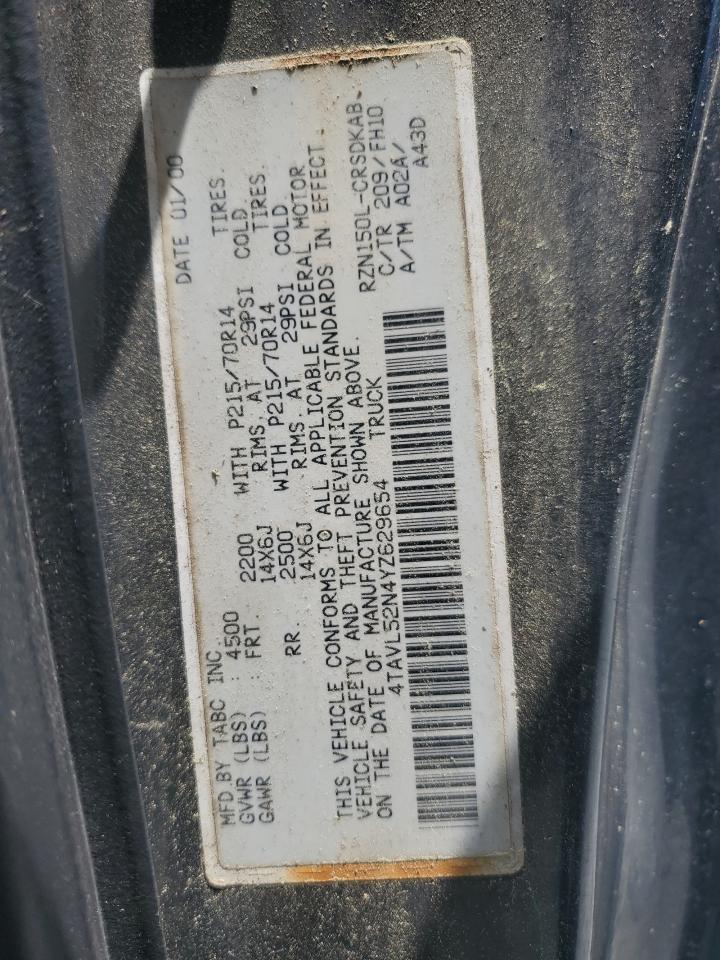 MFD.BY TABC INC. DATE 01/00
GVWR (LBS) : 4500
GAWR (LBS) : FRT. 2200 WITH P215/70R14 TIRES.
14X6J RIMS. AT 29PSI COLD.
RR. 2500 WITH P215/70R14 TIRES.
14X6J RIMS. AT 29PSI COLD.
THIS VEHICLE CONFORMS TO ALL APPLICABLE FEDERAL MOTOR
VEHICLE SAFETY AND THEFT PREVENTION STANDARDS IN EFFECT
ON THE DATE OF MANUFACTURE SHOWN ABOVE.
4TAVL52N4YZ629654 TRUCK
RZN150L-CRSDKAB
C/TR 209/FH10
A/TM A02A/
A43D